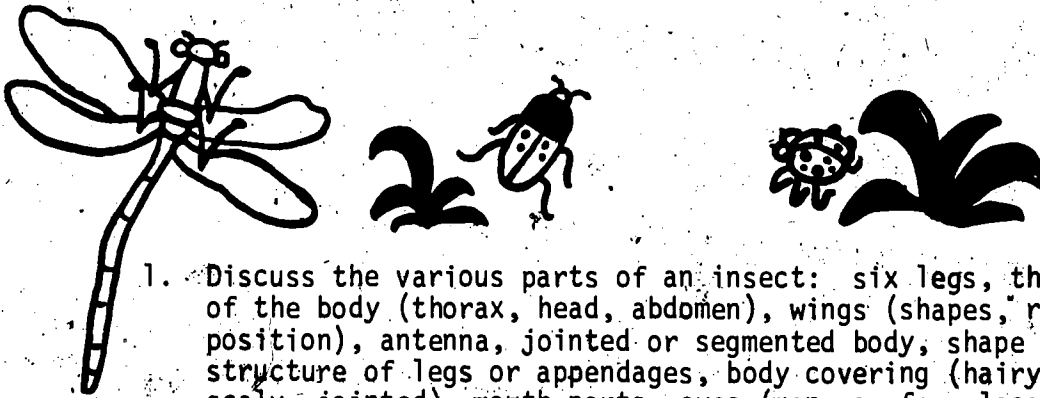 1. Discuss the various parts of an insect: six legs, th
of the body (thorax, head, abdomen), wings (shapes, r
position), antenna, jointed or segmented body, shape
structure of legs or appendages, body covering (hairy